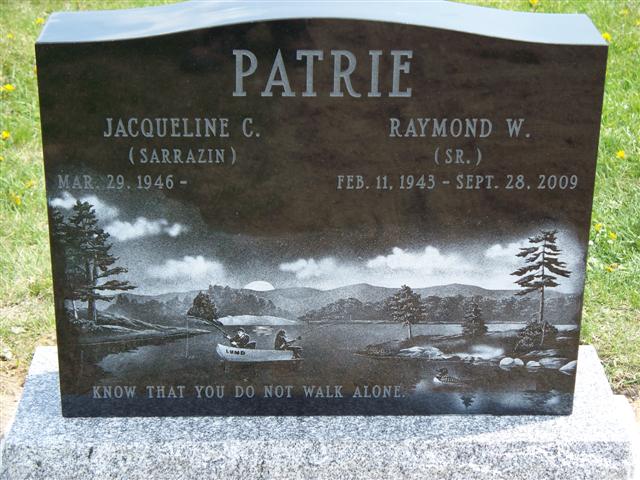 PATRIE
JACQUELINE C.
(SARRAZIN)
MAR. 29, 1946 -
RAYMOND W.
(SR.)
FEB. 11, 1943 - SEPT. 28, 2009
LUND
KNOW THAT YOU DO NOT WALK ALONE.